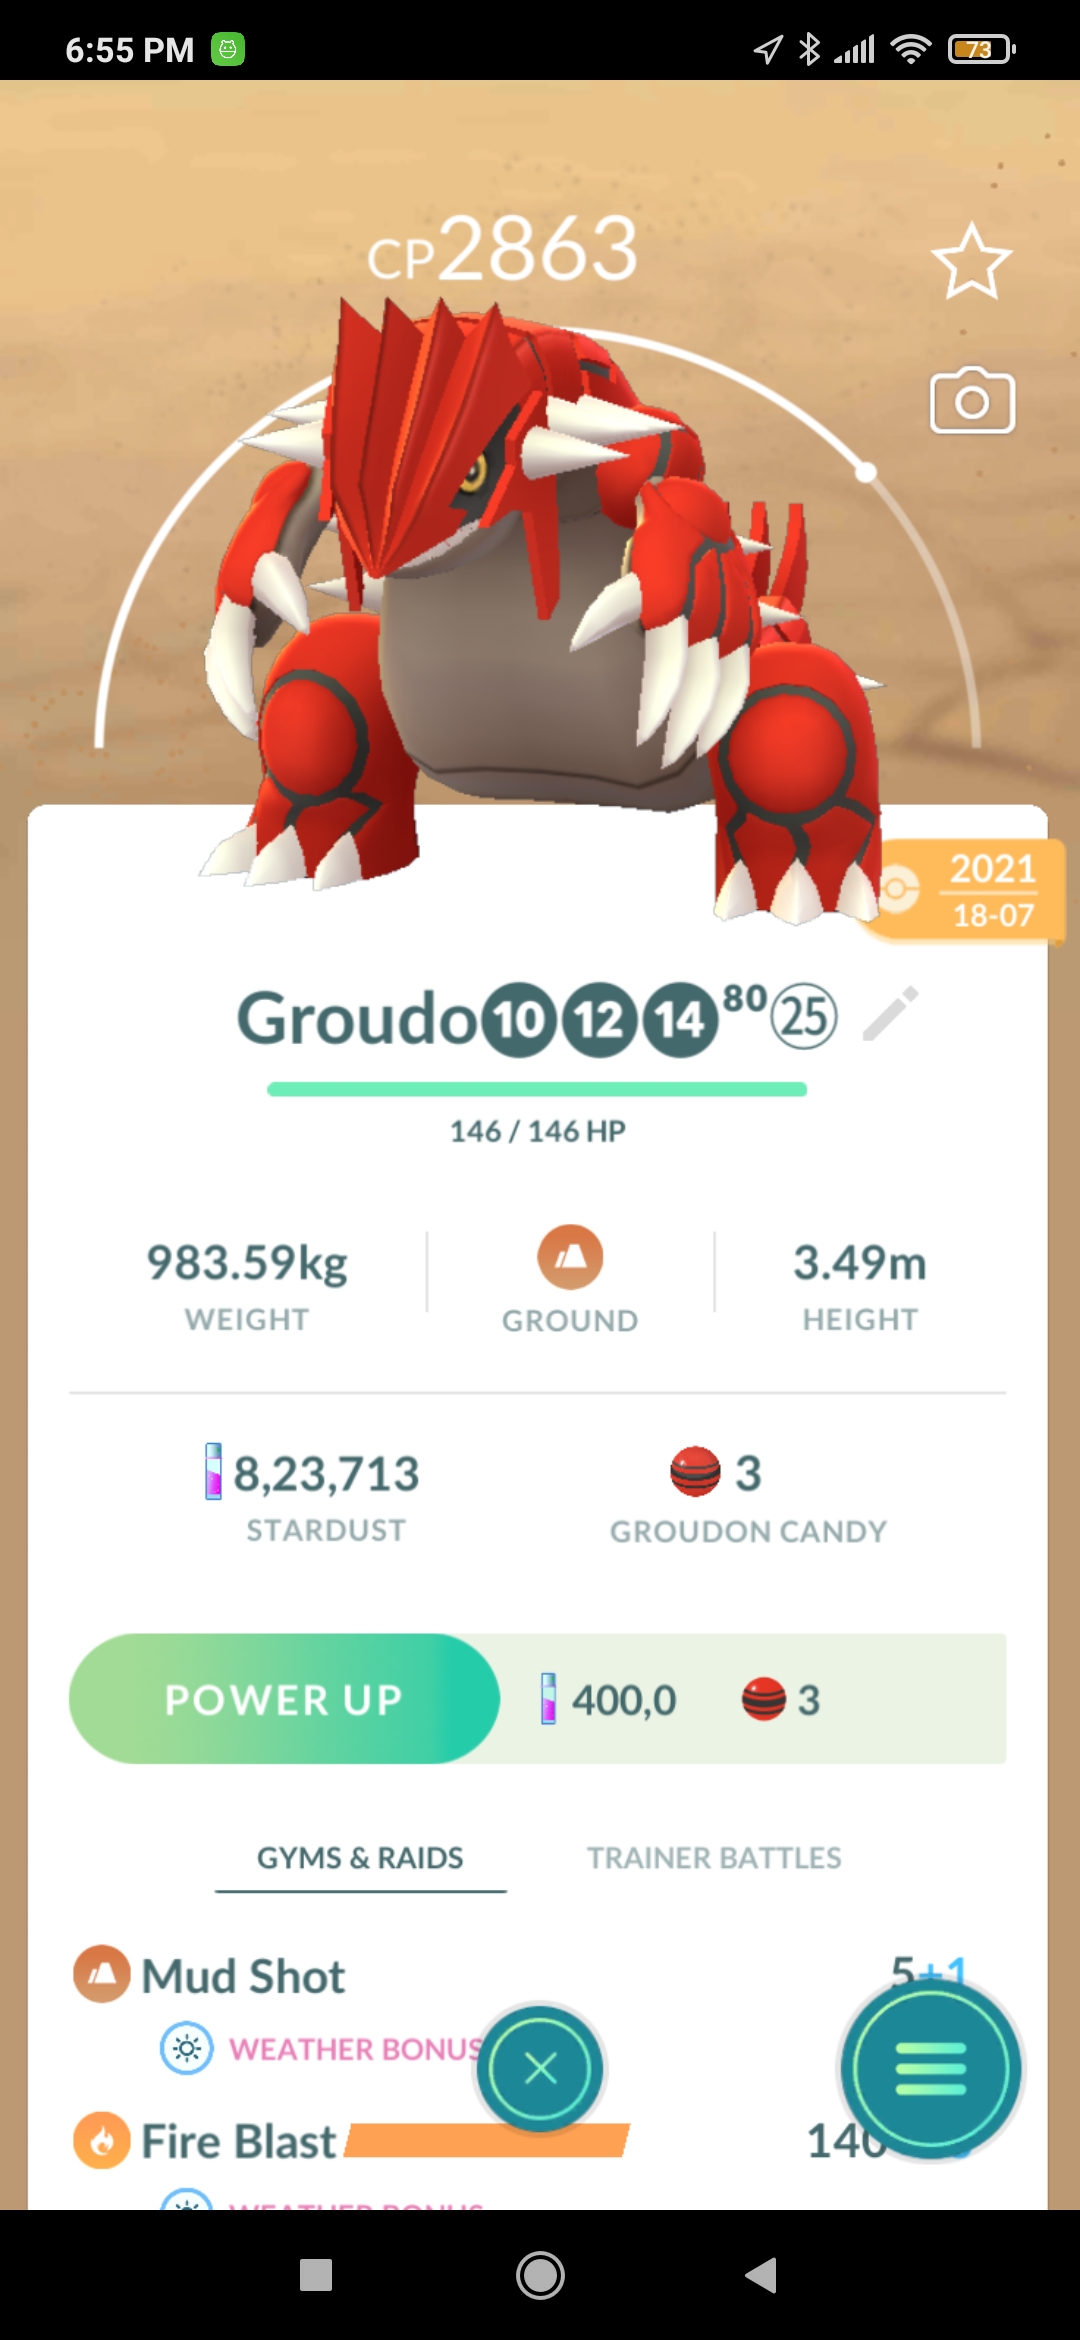 6:55 PM
73
CP2863
2021
18-07
Groudo⑩⑫⑭⁸⁰㉕
146 / 146 HP
983.59kg
WEIGHT
GROUND
3.49m
HEIGHT
8,23,713
STARDUST
3
GROUDON CANDY
POWER UP
400,0
3
GYMS & RAIDS
TRAINER BATTLES
Mud Shot
5+1
WEATHER BONUS
Fire Blast
140
WEATHER BONUS